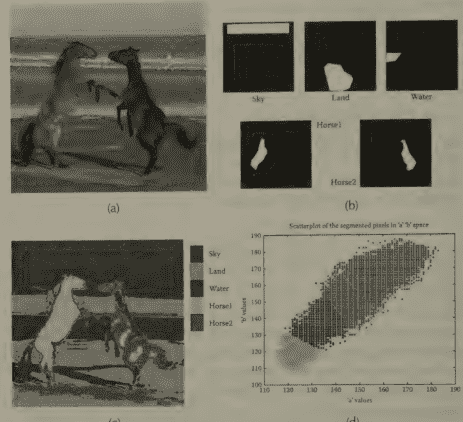 Sky
Land
Water
Horse1
Horse2
(a)
(b)
Sky
Land
Water
Horse1
Horse2
Scatterplot of the segmented pixels in 'a' 'b' space
190
180
170
160
150
140
130
120
110
100
'b' values
110 120 130 140 150 160 170 180 190
'a' values
(d)